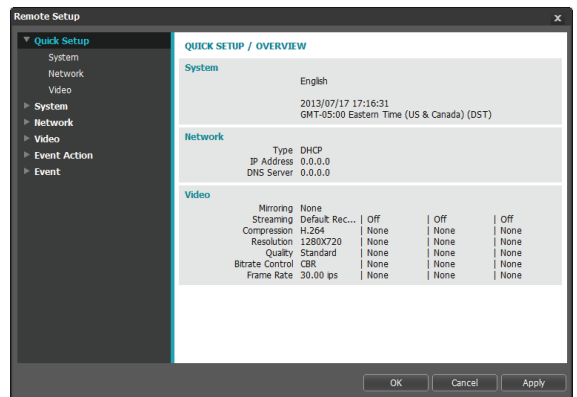 Remote Setup x
Quick Setup
System
Network
Video
System
Network
Video
Event Action
Event
QUICK SETUP / OVERVIEW
System
English
2013/07/17 17:16:31
GMT-05:00 Eastern Time (US & Canada) (DST)
Network
Type DHCP
IP Address 0.0.0.0
DNS Server 0.0.0.0
Video
Mirroring None
Streaming Default Rec... | Off | Off | Off
Compression H.264 | None | None | None
Resolution 1280X720 | None | None | None
Quality Standard | None | None | None
Bitrate Control CBR | None | None | None
Frame Rate 30.00 ips | None | None | None
OK Cancel Apply